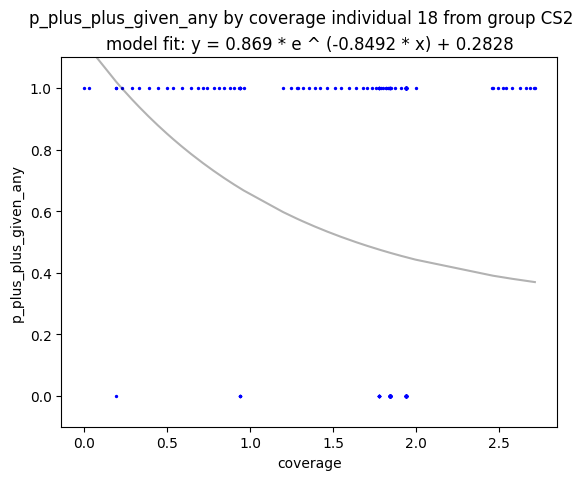 p_plus_plus_given_any by coverage individual 18 from group CS2
model fit: y = 0.869 * e ^ (-0.8492 * x) + 0.2828
1.0
0.8
0.6
0.4
0.2
0.0
p_plus_plus_given_any
0.0 0.5 1.0 1.5 2.0 2.5
coverage